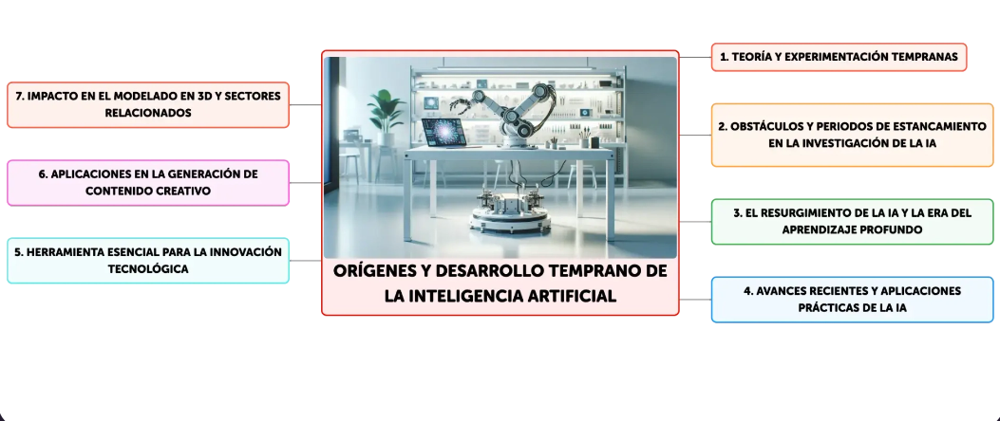 ORÍGENES Y DESARROLLO TEMPRANO DE
LA INTELIGENCIA ARTIFICIAL
1. TEORÍA Y EXPERIMENTACIÓN TEMPRANAS
2. OBSTÁCULOS Y PERIODOS DE ESTANCAMIENTO
EN LA INVESTIGACIÓN DE LA IA
3. EL RESURGIMIENTO DE LA IA Y LA ERA DEL
APRENDIZAJE PROFUNDO
4. AVANCES RECIENTES Y APLICACIONES
PRÁCTICAS DE LA IA
5. HERRAMIENTA ESENCIAL PARA LA INNOVACIÓN
TECNOLÓGICA
6. APLICACIONES EN LA GENERACIÓN DE
CONTENIDO CREATIVO
7. IMPACTO EN EL MODELADO EN 3D Y SECTORES
RELACIONADOS